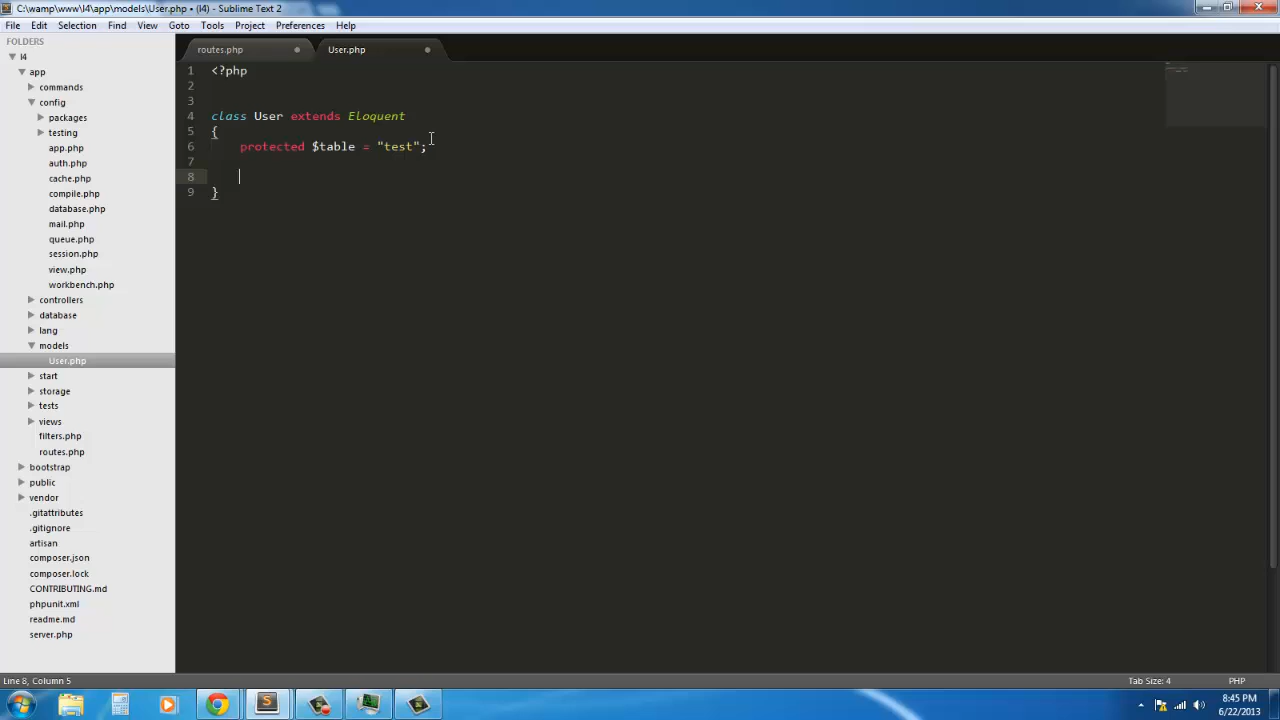 C:\wamp\www\l4\app\models\User.php • (l4) - Sublime Text 2
File Edit Selection Find View Goto Tools Project Preferences Help
FOLDERS
l4
app
commands
config
packages
testing
app.php
auth.php
cache.php
compile.php
database.php
mail.php
queue.php
session.php
view.php
workbench.php
controllers
database
lang
models
User.php
start
storage
tests
views
filters.php
routes.php
bootstrap
public
vendor
.gitattributes
.gitignore
artisan
composer.json
composer.lock
CONTRIBUTING.md
phpunit.xml
readme.md
server.php
routes.php User.php
1 <?php
2
3
4 class User extends Eloquent
5 {
6 protected $table = "test";
7
8
9 }
Line 8, Column 5 Tab Size: 4 PHP
8:45 PM
6/22/2013